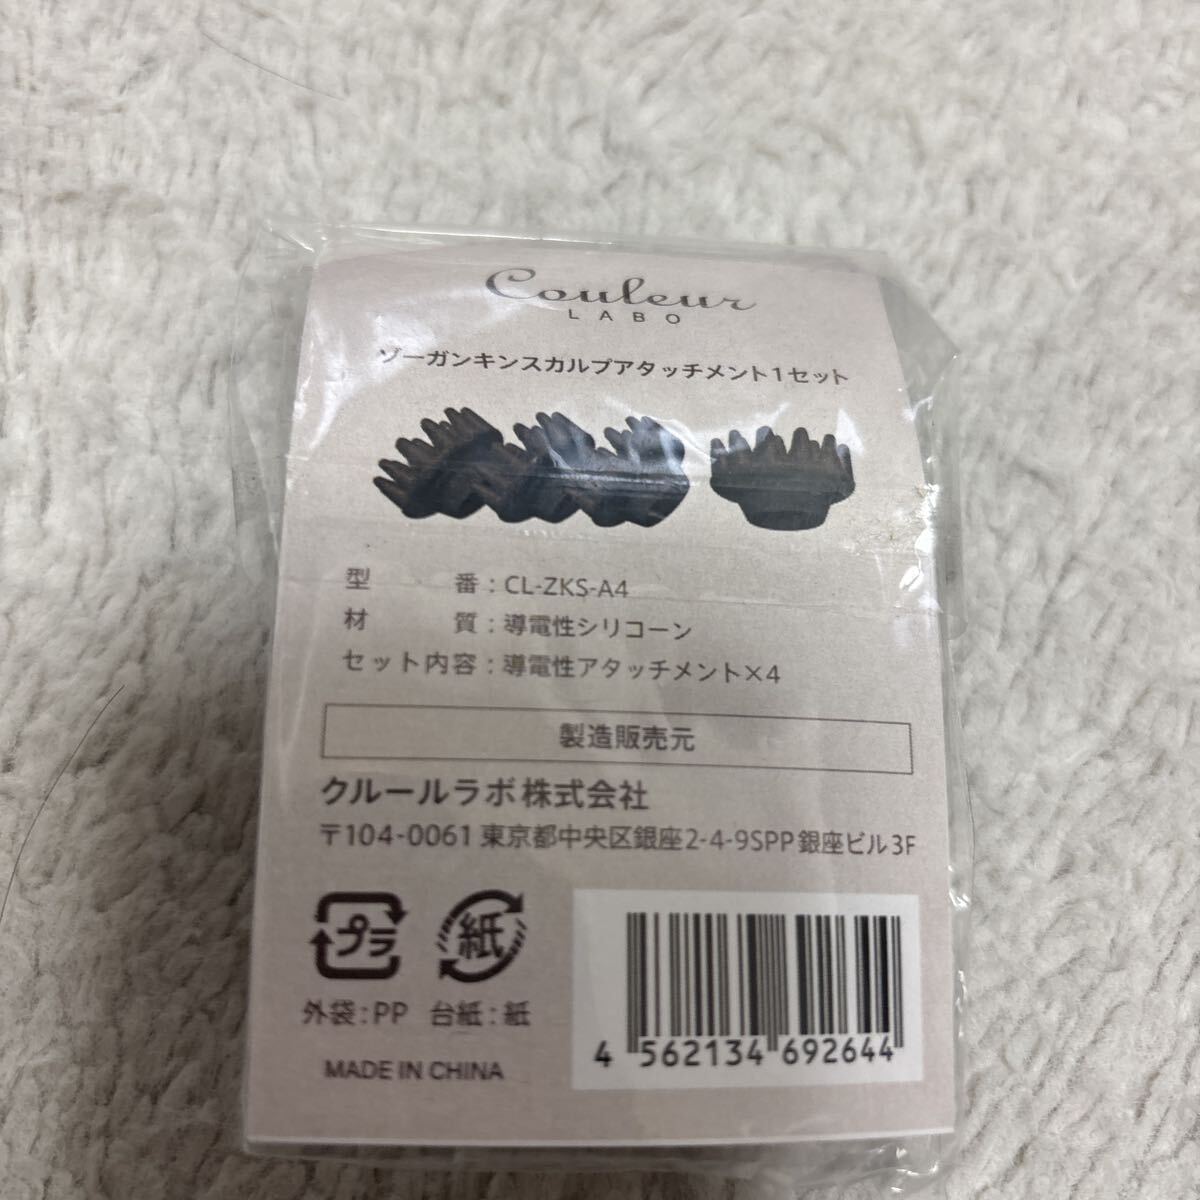 Couleur
LABO
ゾーガンキンスカルプアタッチメント1セット
型番:CL-ZKS-A4
材質:導電性シリコーン
セット内容:導電性アタッチメント×4
製造販売元
クルールラボ株式会社
〒104-0061 東京都中央区銀座2-4-9SPP銀座ビル3F
プラ 紙
外袋:PP 台紙:紙
MADE IN CHINA
4 562134 692644